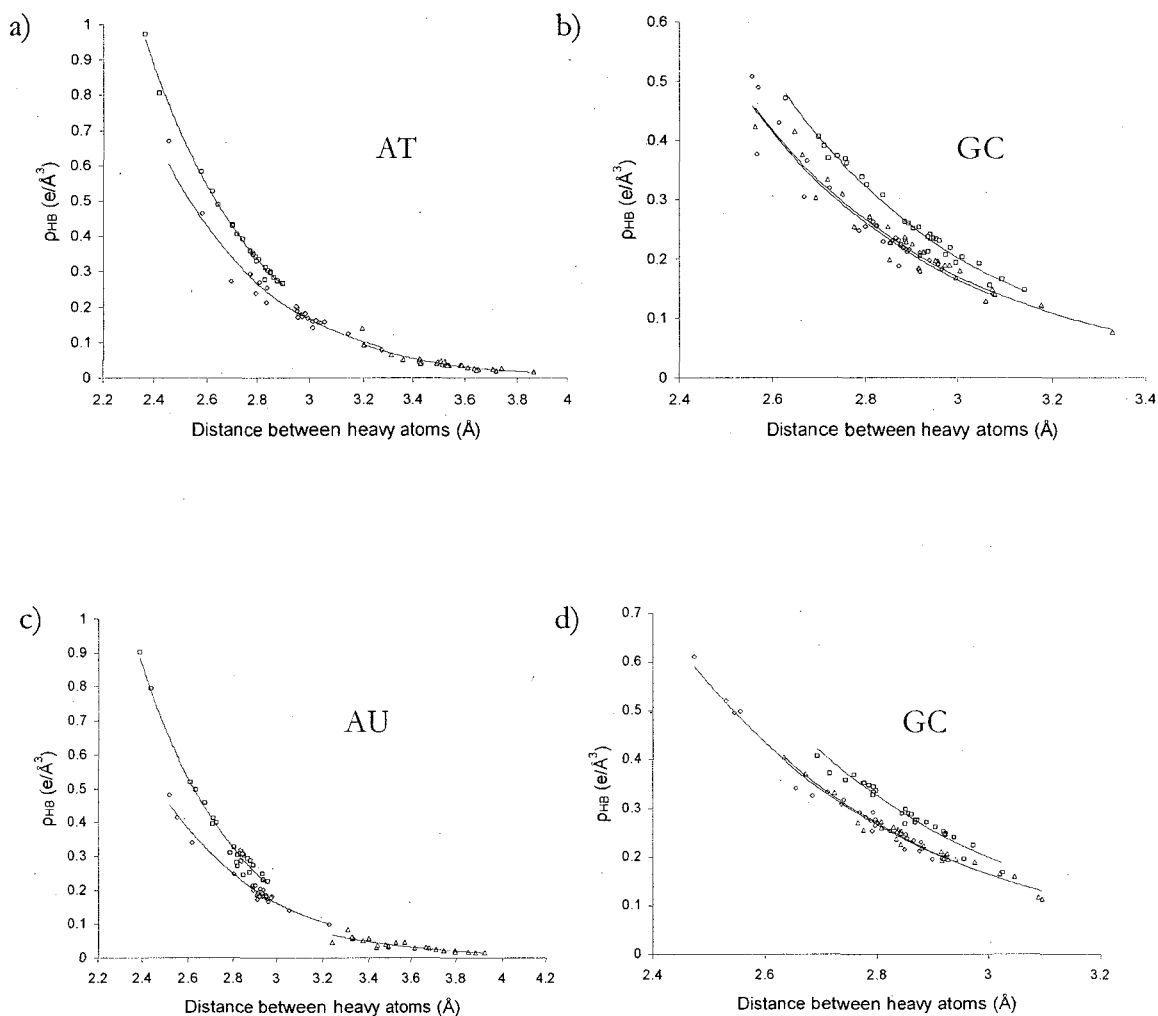 a)
AT
ρHB (e/Å³)
1
0.9
0.8
0.7
0.6
0.5
0.4
0.3
0.2
0.1
0
2.2 2.4 2.6 2.8 3 3.2 3.4 3.6 3.8 4
Distance between heavy atoms (Å)
b)
GC
ρHB (e/Å³)
0.6
0.5
0.4
0.3
0.2
0.1
0
2.4 2.6 2.8 3 3.2 3.4
Distance between heavy atoms (Å)
c)
AU
ρHB (e/Å³)
1
0.9
0.8
0.7
0.6
0.5
0.4
0.3
0.2
0.1
0
2.2 2.4 2.6 2.8 3 3.2 3.4 3.6 3.8 4 4.2
Distance between heavy atoms (Å)
d)
GC
ρHB (e/Å³)
0.7
0.6
0.5
0.4
0.3
0.2
0.1
0
2.4 2.6 2.8 3 3.2
Distance between heavy atoms (Å)